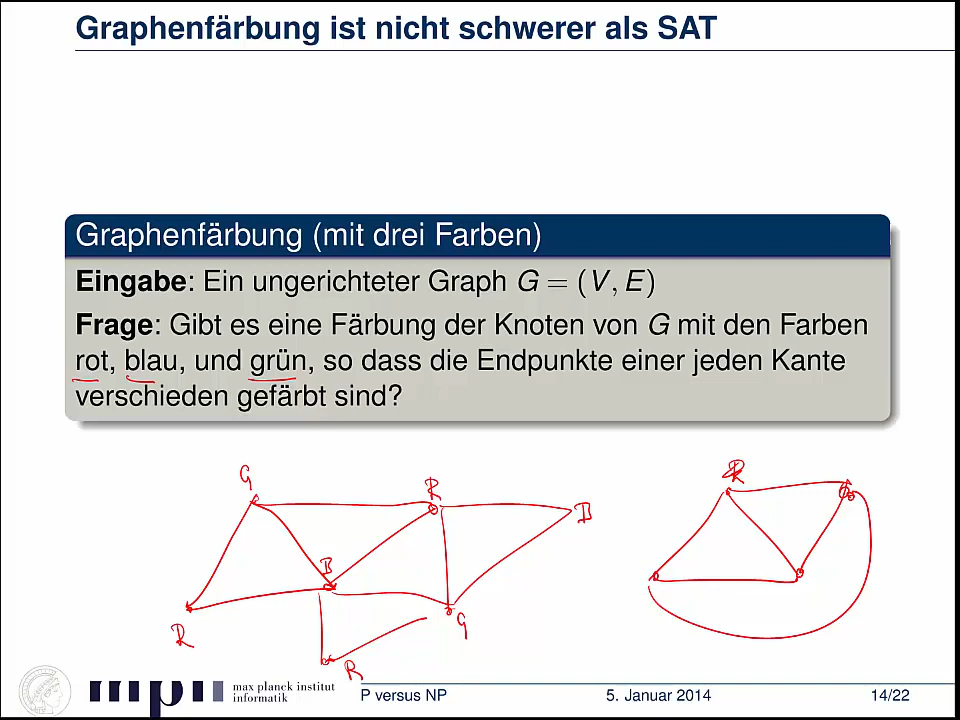 Graphenfärbung ist nicht schwerer als SAT
Graphenfärbung (mit drei Farben)
Eingabe: Ein ungerichteter Graph G = (V, E)
Frage: Gibt es eine Färbung der Knoten von G mit den Farben
rot, blau, und grün, so dass die Endpunkte einer jeden Kante
verschieden gefärbt sind?
G
R
R
B
B
R
G
R
mpii
max planck institut
informatik
P versus NP
5. Januar 2014
14/22